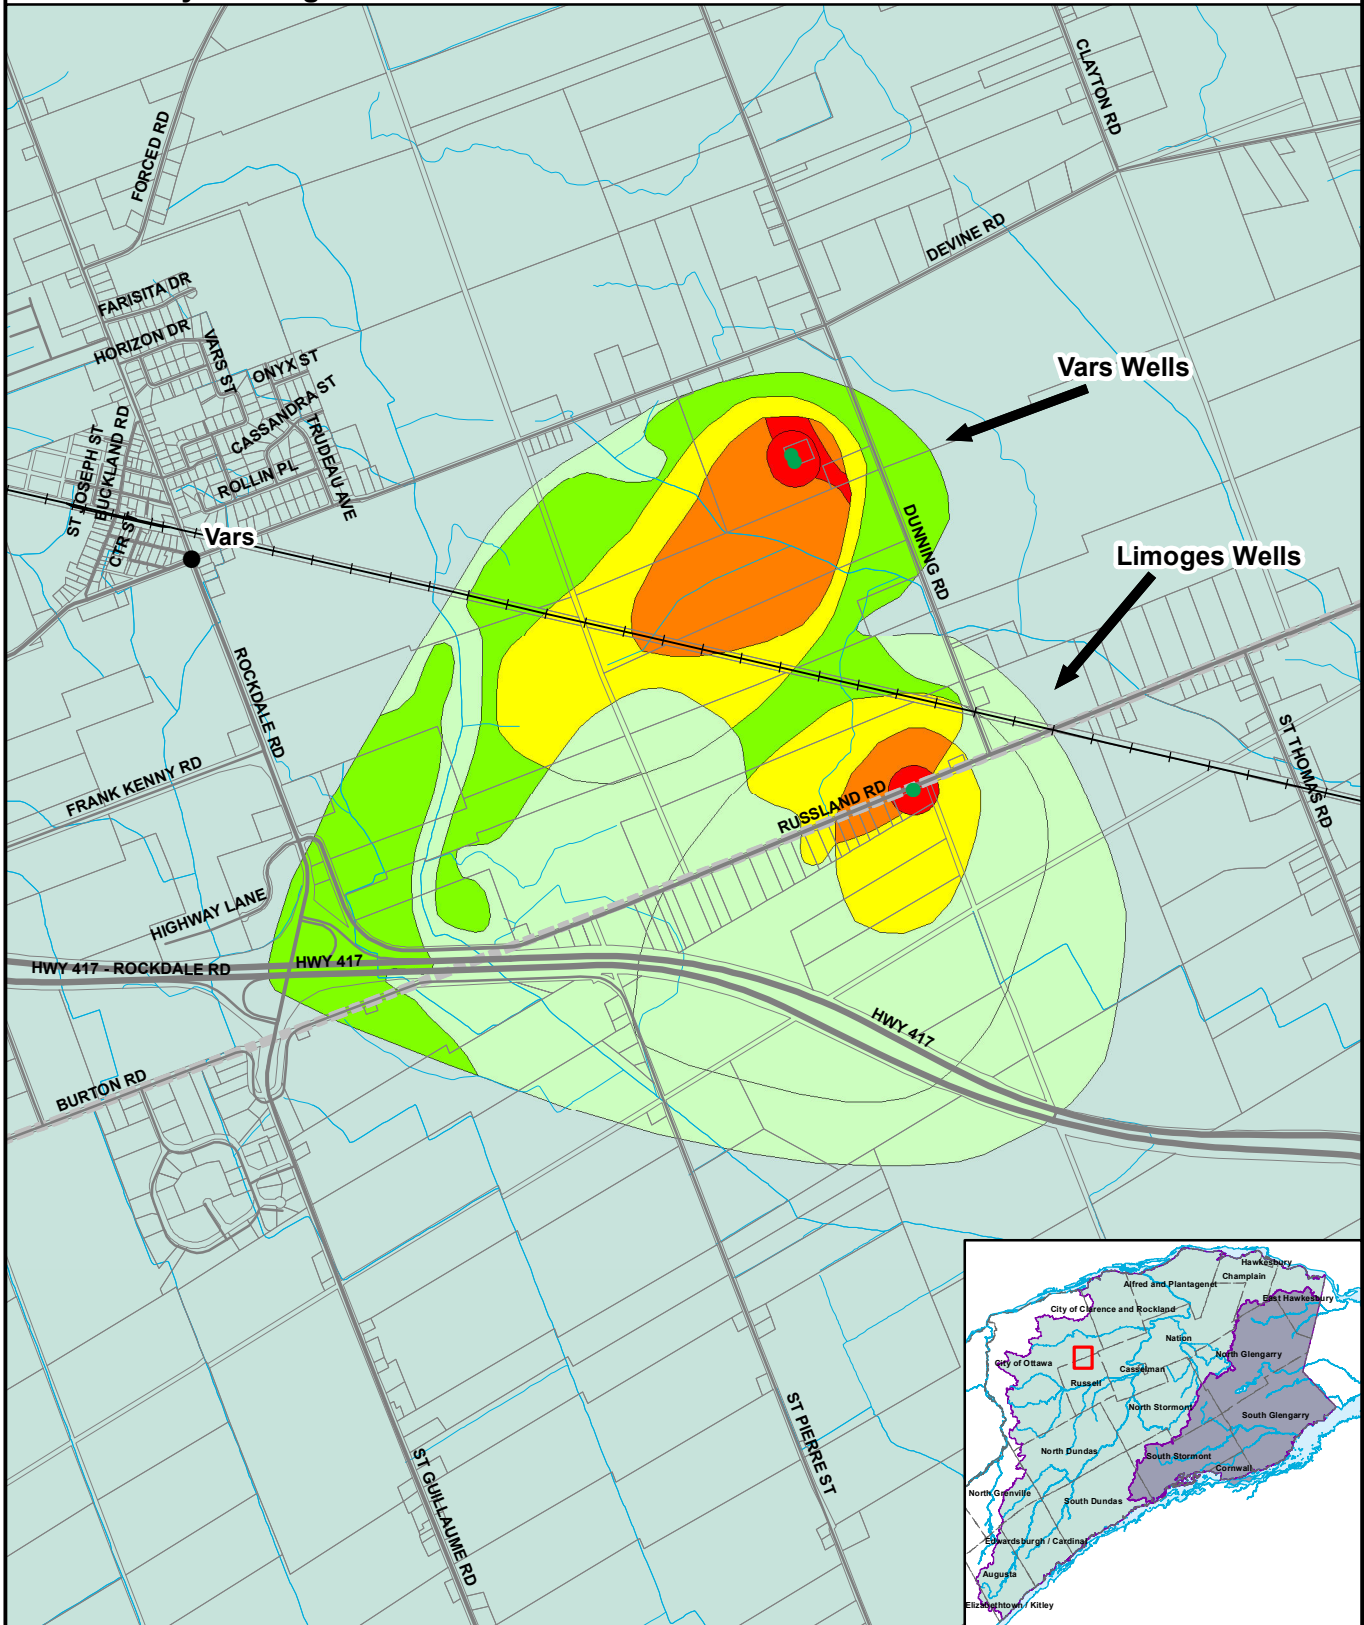 CLAYTON RD
FORCED RD
DEVINE RD
FARISITA DR
HORIZON DR
VARS ST
ONYX ST
CASSANDRA ST
TRUDEAU AVE
ROLLIN PL
ST JOSEPH ST
BUCKLAND RD
CTR ST
Vars
Vars Wells
DUNNING RD
Limoges Wells
ROCKDALE RD
FRANK KENNY RD
RUSSLAND RD
ST THOMAS RD
HIGHWAY LANE
HWY 417 - ROCKDALE RD
HWY 417
HWY 417
BURTON RD
ST PIERRE ST
ST GUILLAUME RD
Hawkesbury
Champlain
Alfred and Plantagenet
East Hawkesbury
City of Clarence and Rockland
Nation
North Glengarry
City of Ottawa
Casselman
Russell
North Stormont
South Glengarry
North Dundas
South Stormont
Cornwall
North Grenville
South Dundas
Edwardsburgh / Cardinal
Augusta
Elizabethtown / Kitley